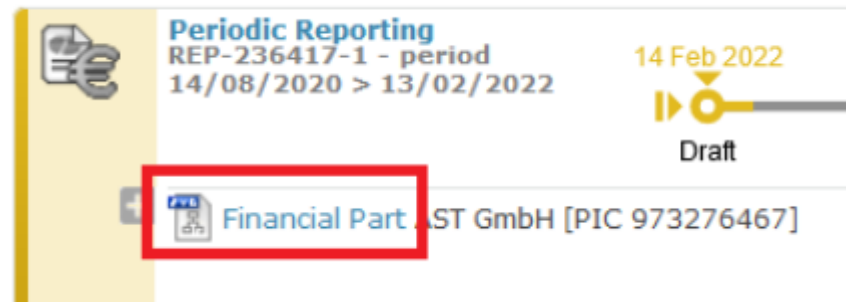 Periodic Reporting
REP-236417-1 - period
14/08/2020 > 13/02/2022
14 Feb 2022
Draft
Financial Part AST GmbH [PIC 973276467]